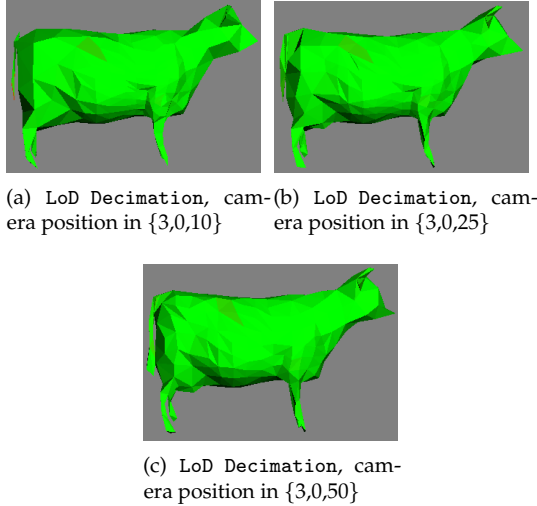 (a) LoD Decimation, cam-
era position in {3,0,10}
(b) LoD Decimation, cam-
era position in {3,0,25}
(c) LoD Decimation, cam-
era position in {3,0,50}